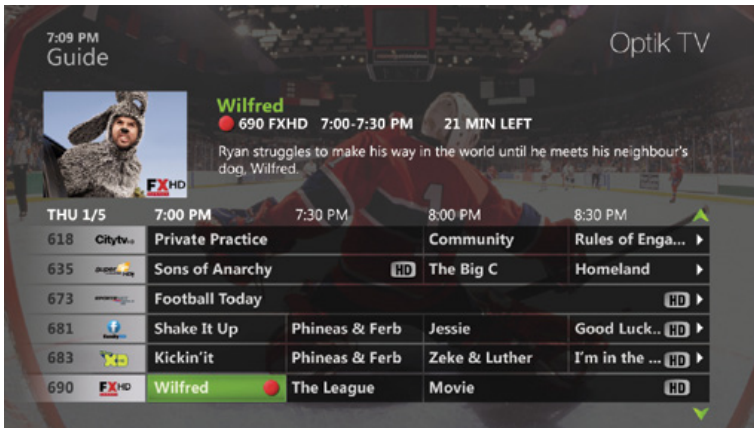 7:09 PM
Guide
Optik TV
Wilfred
690 FXHD 7:00-7:30 PM 21 MIN LEFT
Ryan struggles to make his way in the world until he meets his neighbour's
dog, Wilfred.
FX HD
THU 1/5 7:00 PM 7:30 PM 8:00 PM 8:30 PM
618 Citytv Private Practice Community Rules of Enga...
635 Sons of Anarchy HD The Big C Homeland
673 Football Today HD
681 Shake It Up Phineas & Ferb Jessie Good Luck.. HD
683 Kickin'it Phineas & Ferb Zeke & Luther I'm in the ... HD
690 FX HD Wilfred The League Movie HD